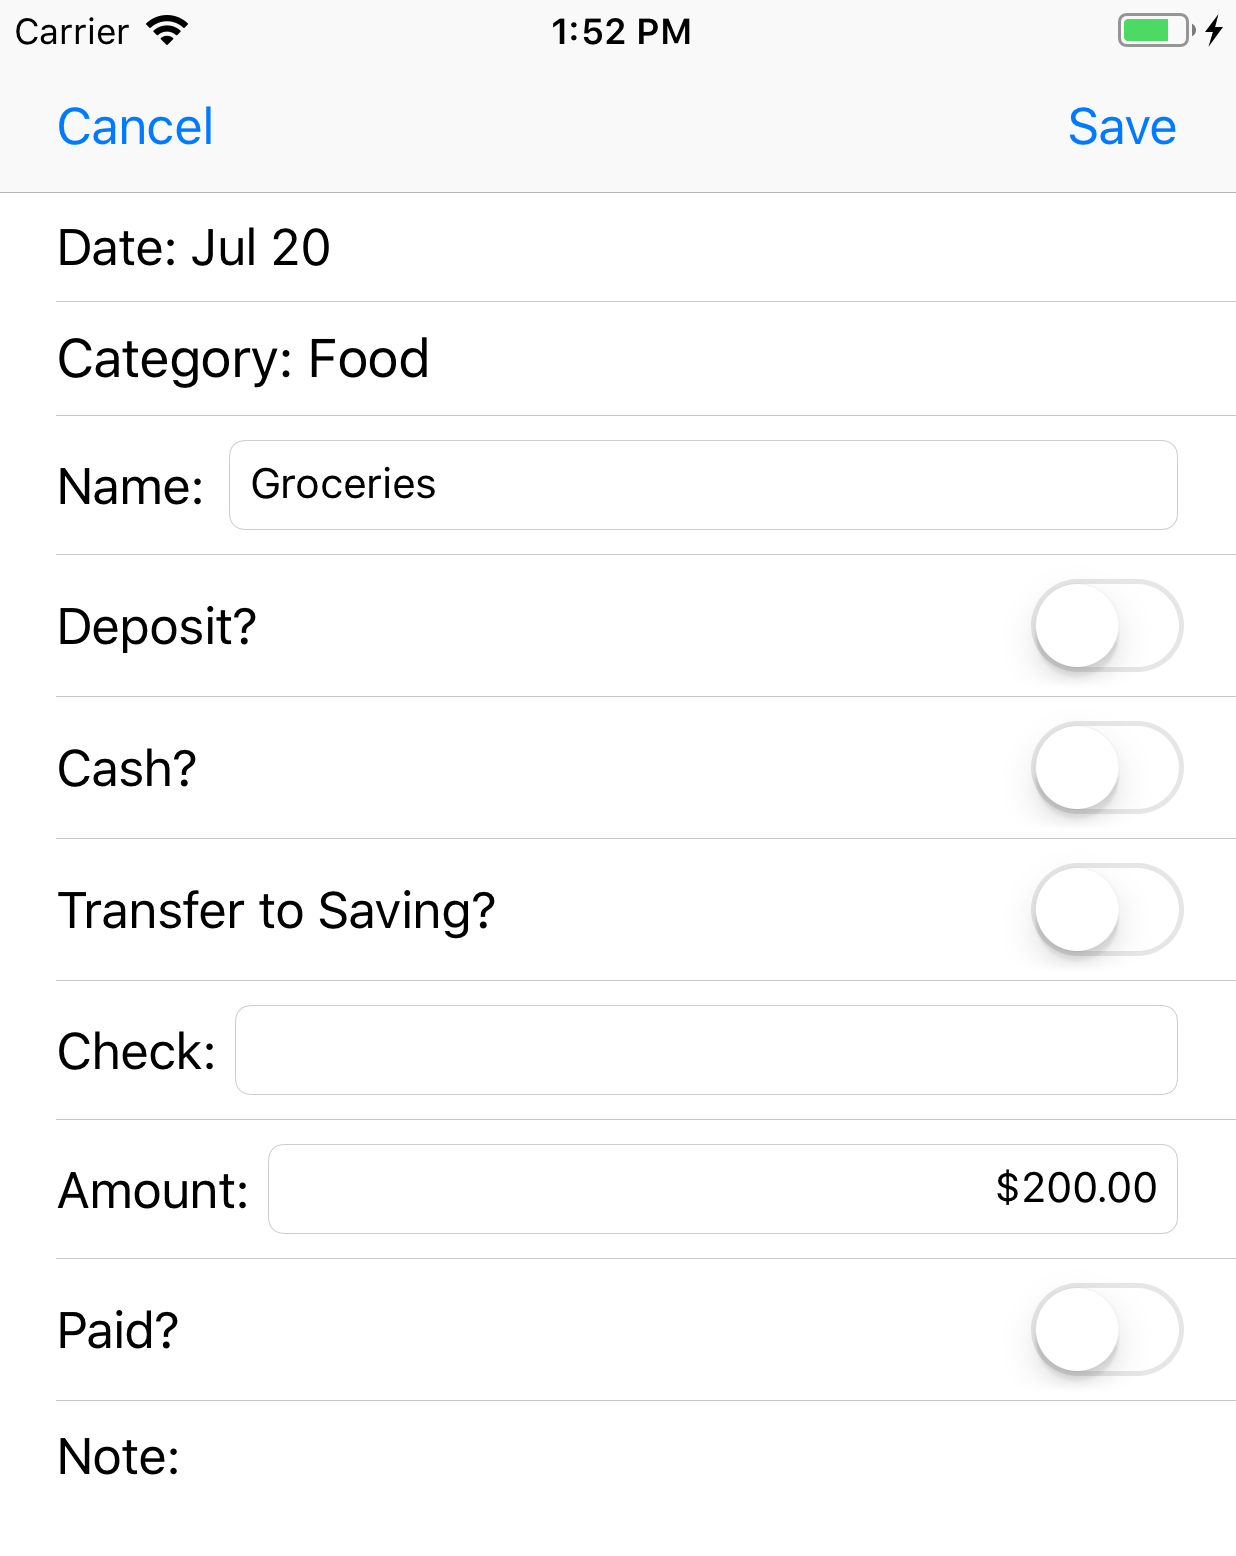 Carrier 1:52 PM
Cancel Save
Date: Jul 20
Category: Food
Name: Groceries
Deposit?
Cash?
Transfer to Saving?
Check:
Amount: $200.00
Paid?
Note: